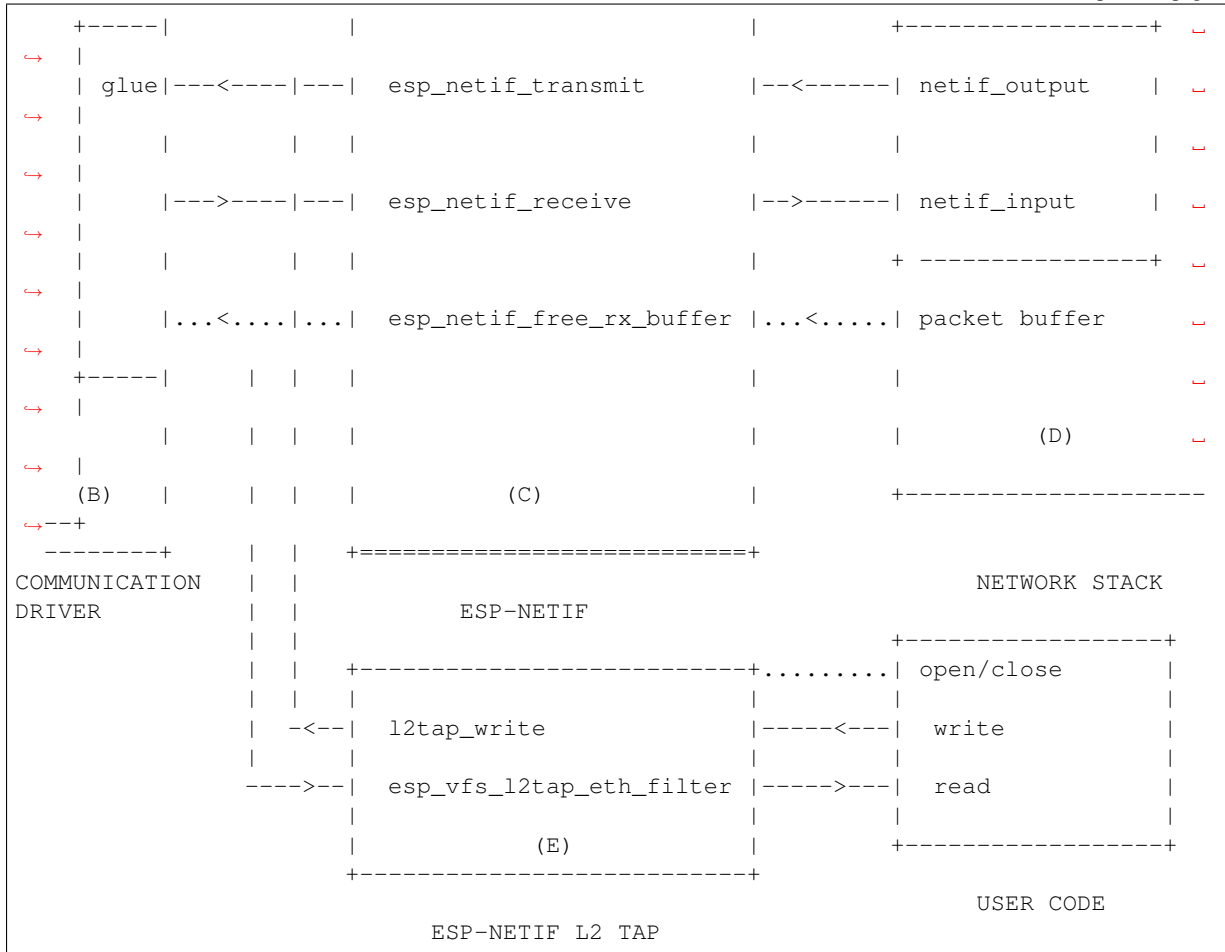 +-----| | | +-----------------+ ␣
↪ |
| glue|---<----|---| esp_netif_transmit |--<------| netif_output | ␣
↪ |
| | | | | | | ␣
↪ |
| |--->----|---| esp_netif_receive |-->------| netif_input | ␣
↪ |
| | | | | + ----------------+ ␣
↪ |
| |...<....|...| esp_netif_free_rx_buffer |...<.....| packet buffer ␣
↪ |
+-----| | | | | | ␣
↪ |
| | | | | | (D) ␣
↪ |
(B) | | | | (C) | +---------------------
↪--+
--------+ | | +===========================+
COMMUNICATION | | NETWORK STACK
DRIVER | | ESP-NETIF
| | +------------------+
| | +---------------------------+.........| open/close |
| | | | | |
| -<--| l2tap_write |-----<---| write |
| | | | |
---->--| esp_vfs_l2tap_eth_filter |----->---| read |
| | | |
| (E) | +------------------+
+---------------------------+
USER CODE
ESP-NETIF L2 TAP